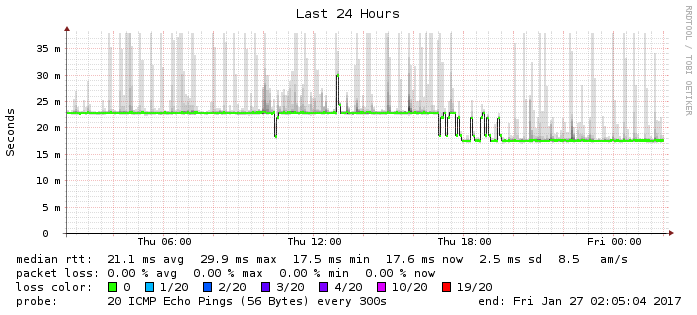 Last 24 Hours
RRDTOOL / TOBI OETIKER
Seconds
35 m
30 m
25 m
20 m
15 m
10 m
5 m
0
Thu 06:00 Thu 12:00 Thu 18:00 Fri 00:00
median rtt: 21.1 ms avg 29.9 ms max 17.5 ms min 17.6 ms now 2.5 ms sd 8.5 am/s
packet loss: 0.00 % avg 0.00 % max 0.00 % min 0.00 % now
loss color: 0 1/20 2/20 3/20 4/20 10/20 19/20
probe: 20 ICMP Echo Pings (56 Bytes) every 300s end: Fri Jan 27 02:05:04 2017